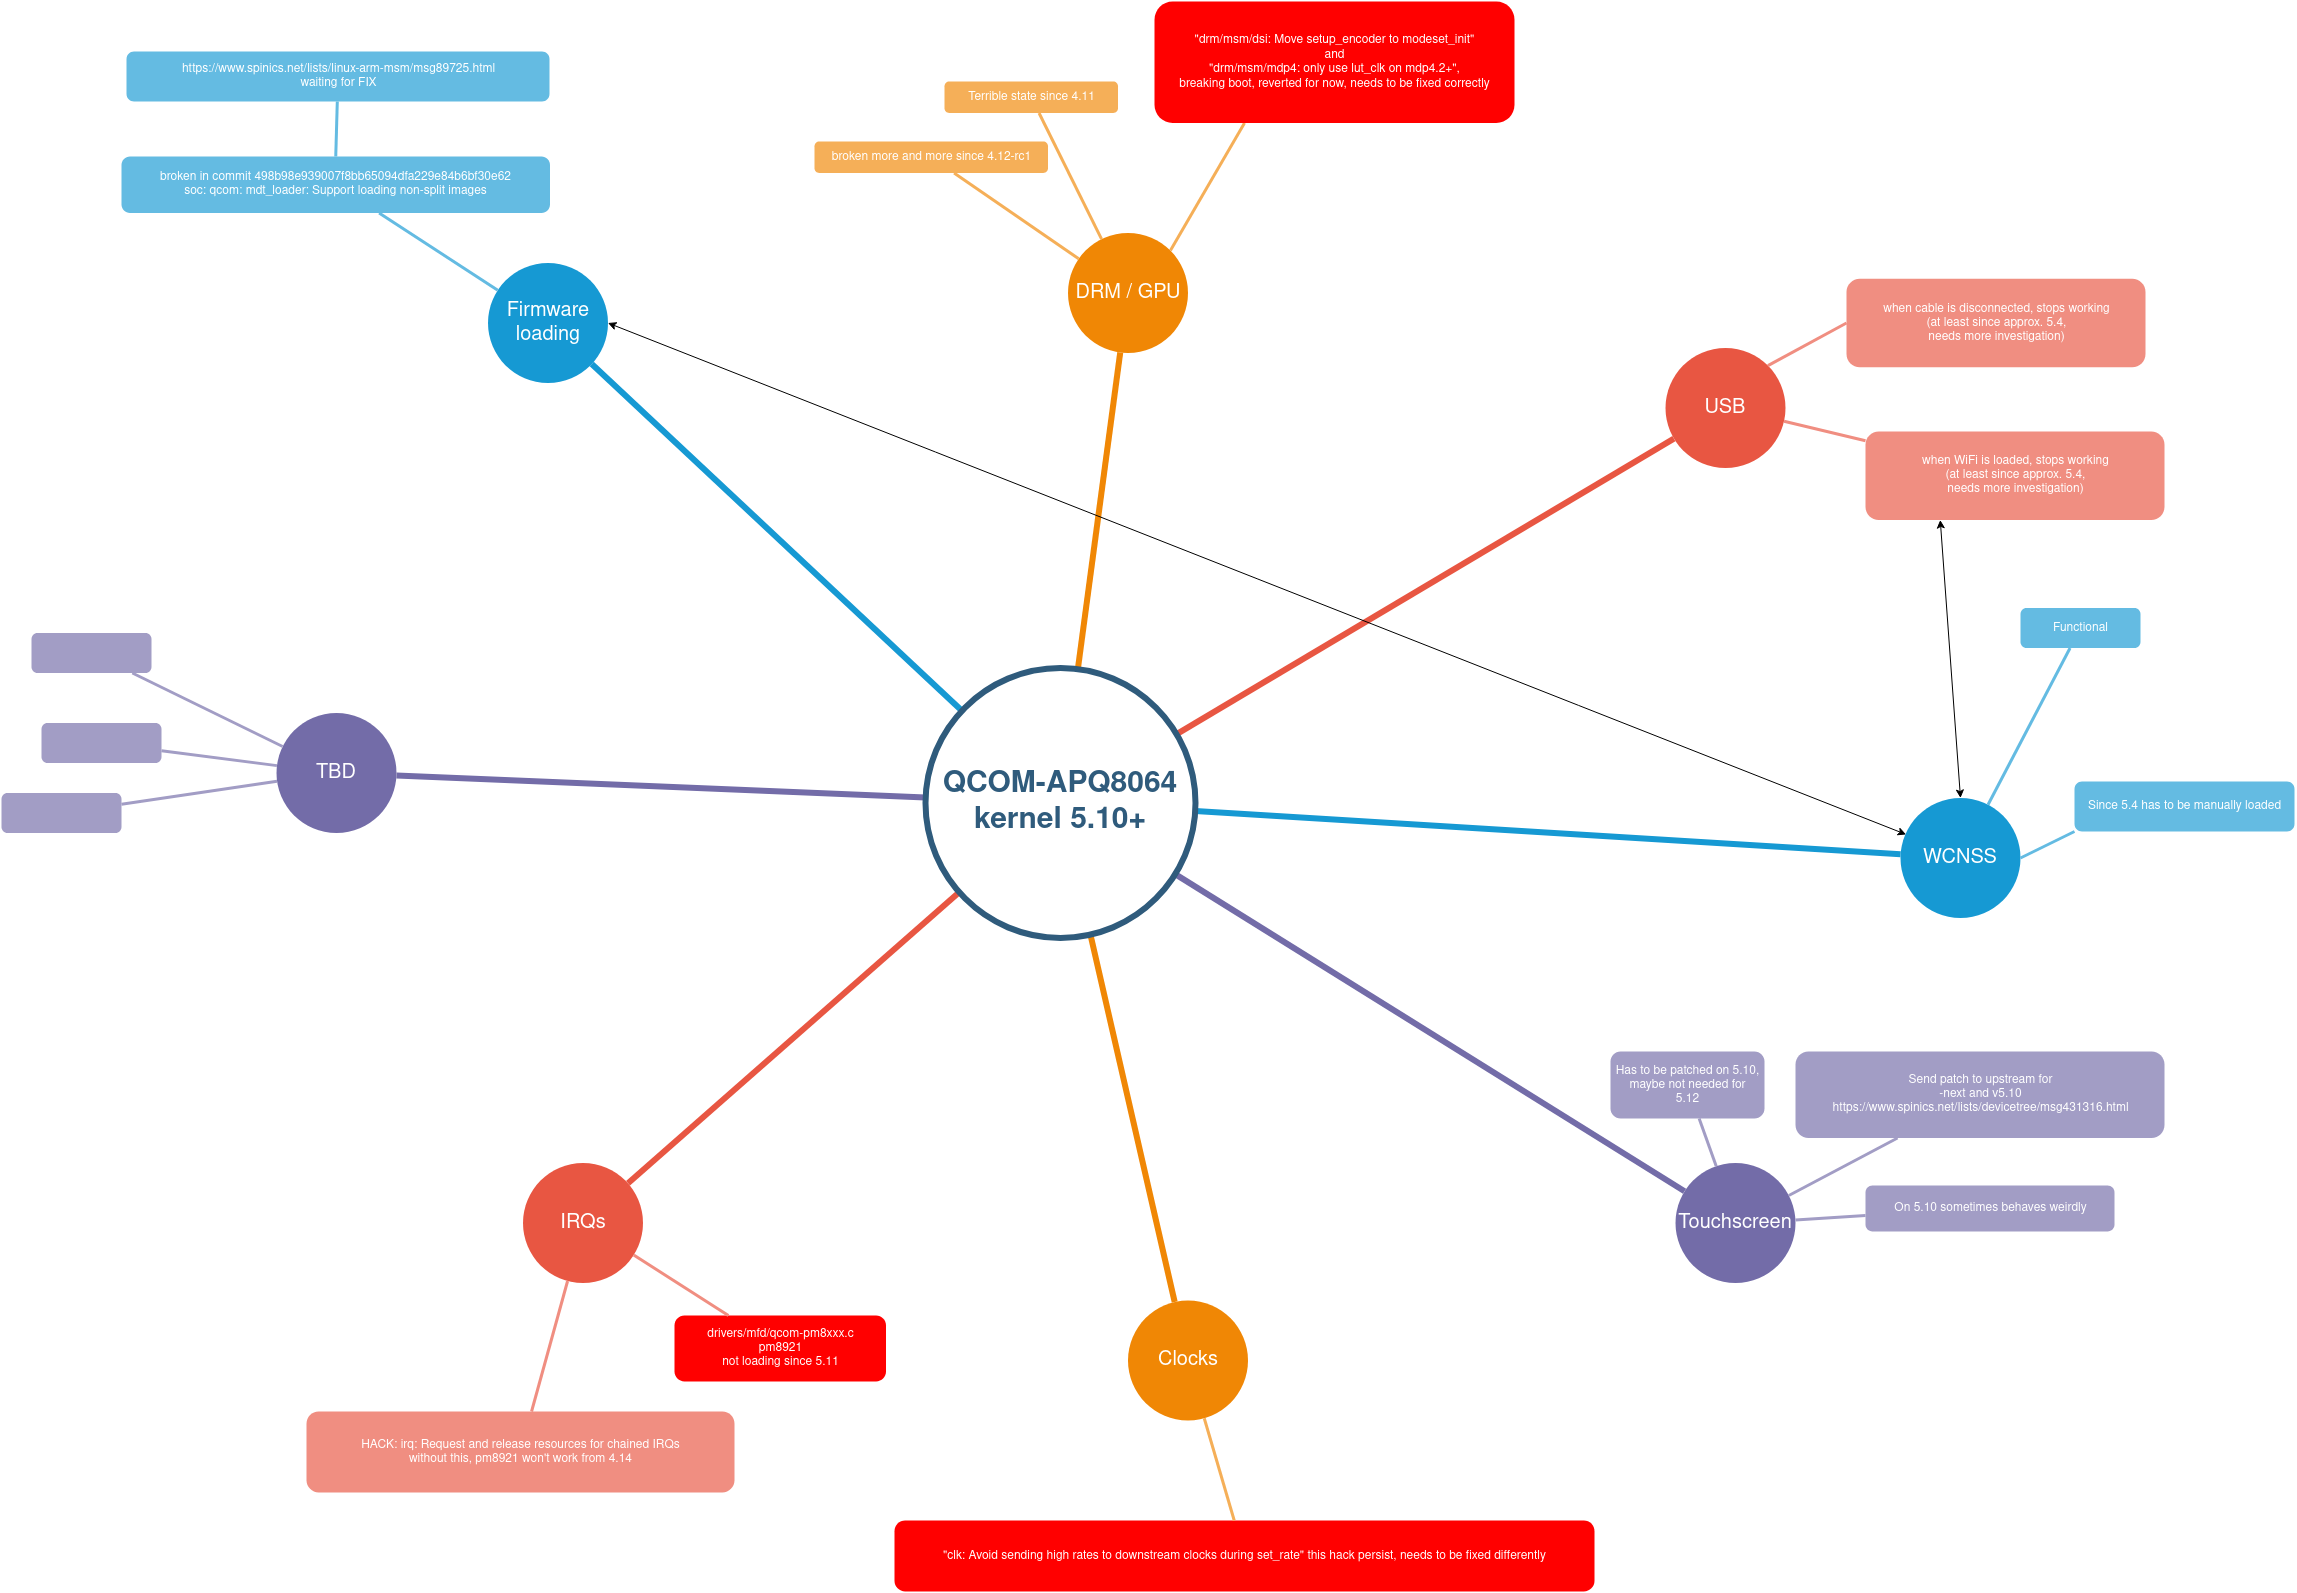 "drm/msm/dsi: Move setup_encoder to modeset_init"
and
"drm/msm/mdp4: only use lut_clk on mdp4.2+",
breaking boot, reverted for now, needs to be fixed correctly
https://www.spinics.net/lists/linux-arm-msm/msg89725.html
waiting for FIX
Terrible state since 4.11
broken more and more since 4.12-rc1
broken in commit 498b98e939007f8bb65094dfa229e84b6bf30e62
soc: qcom: mdt_loader: Support loading non-split images
DRM / GPU
Firmware
loading
when cable is disconnected, stops working
(at least since approx. 5.4,
needs more investigation)
USB
when WiFi is loaded, stops working
(at least since approx. 5.4,
needs more investigation)
Functional
TBD
QCOM-APQ8064
kernel 5.10+
Since 5.4 has to be manually loaded
WCNSS
Has to be patched on 5.10,
maybe not needed for
5.12
Send patch to upstream for
-next and v5.10
https://www.spinics.net/lists/devicetree/msg431316.html
On 5.10 sometimes behaves weirdly
Touchscreen
IRQs
drivers/mfd/qcom-pm8xxx.c
pm8921
not loading since 5.11
Clocks
HACK: irq: Request and release resources for chained IRQs
without this, pm8921 won't work from 4.14
"clk: Avoid sending high rates to downstream clocks during set_rate" this hack persist, needs to be fixed differently